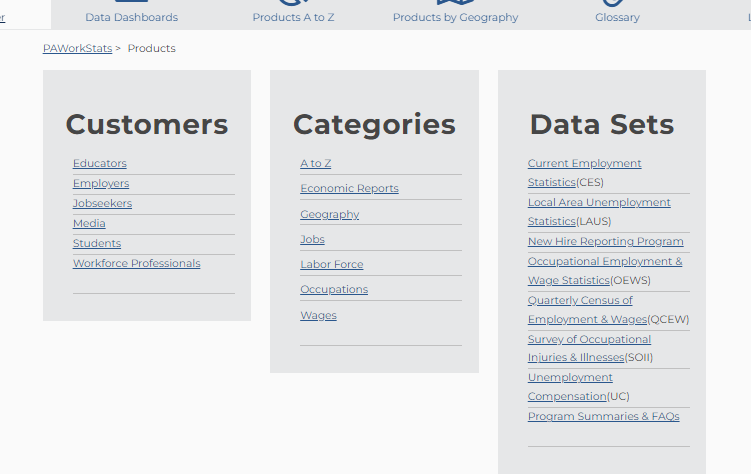 er
Data Dashboards
Products A to Z
Products by Geography
Glossary
PAWorkStats > Products
Customers
Educators
Employers
Jobseekers
Media
Students
Workforce Professionals
Categories
A to Z
Economic Reports
Geography
Jobs
Labor Force
Occupations
Wages
Data Sets
Current Employment
Statistics(CES)
Local Area Unemployment
Statistics(LAUS)
New Hire Reporting Program
Occupational Employment &
Wage Statistics(OEWS)
Quarterly Census of
Employment & Wages(QCEW)
Survey of Occupational
Injuries & Illnesses(SOII)
Unemployment
Compensation(UC)
Program Summaries & FAQs